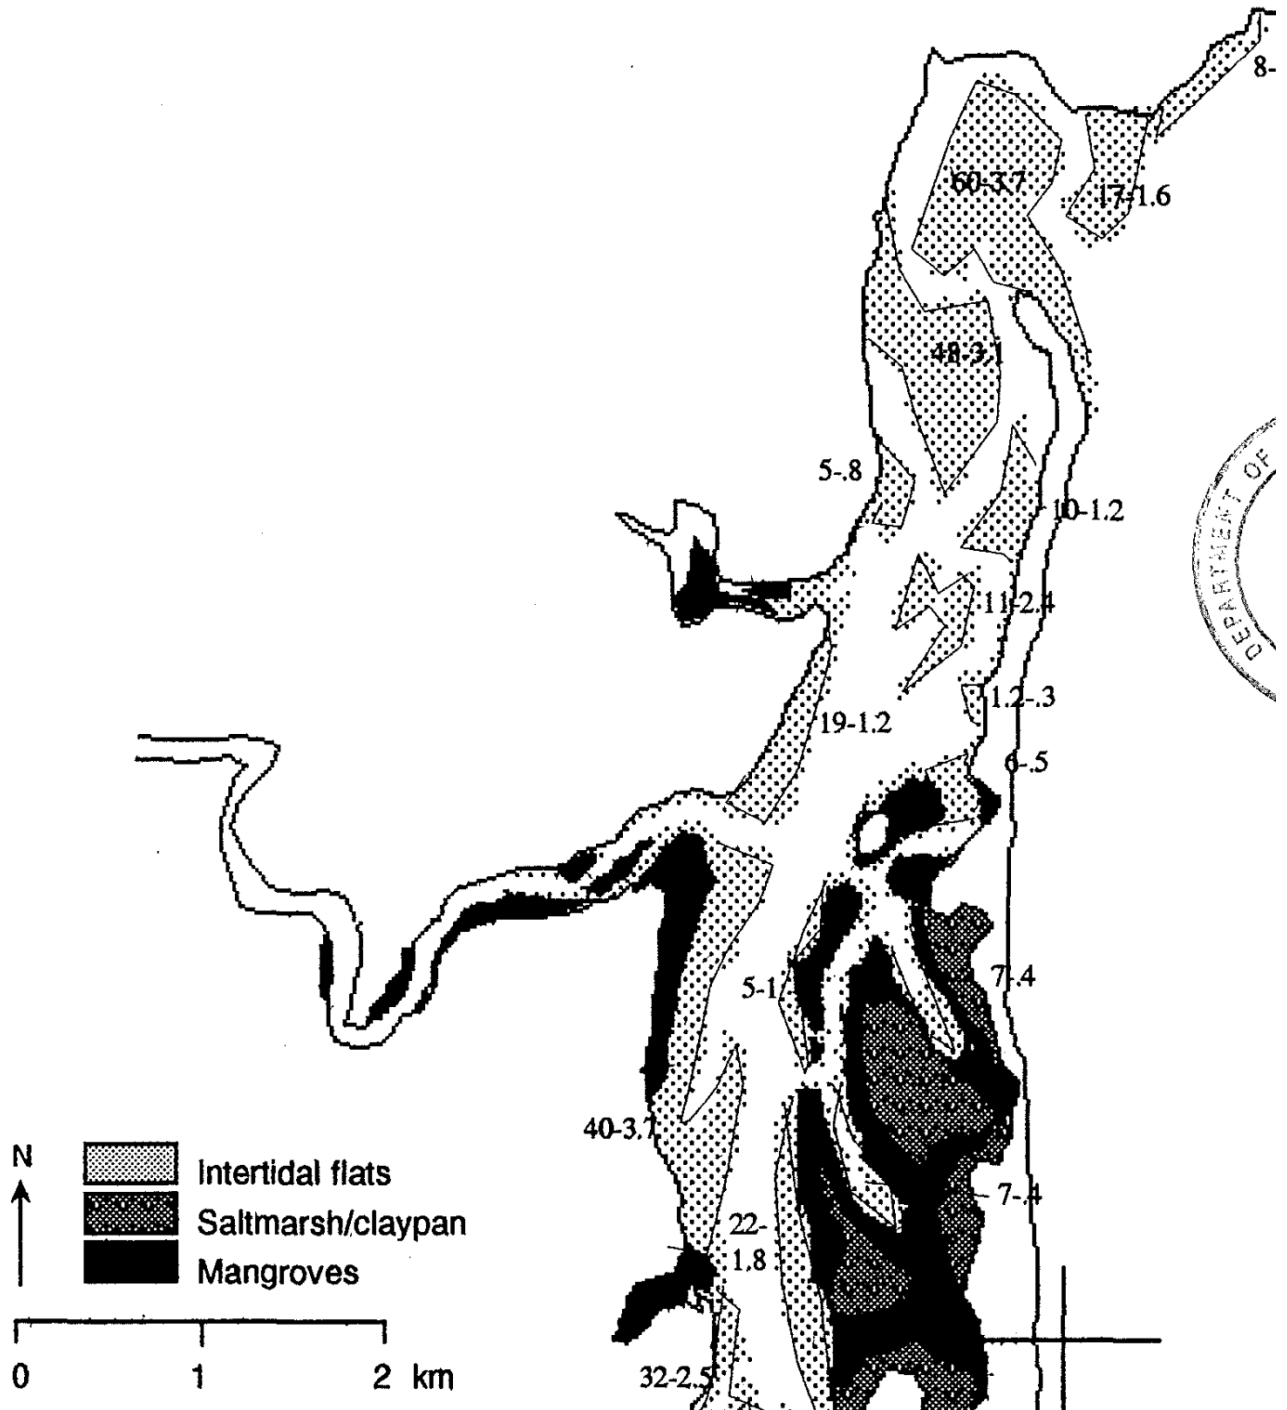 8-
60-3.7
17-1.6
48-3.1
5-.8
DEPARTMENT OF
10-1.2
11-2.4
1.2-.3
19-1.2
6-.5
7-.4
5-1
40-3.7
N
Intertidal flats
7-.4
Saltmarsh/claypan
22-
1.8
Mangroves
0 1 2 km
32-2.5